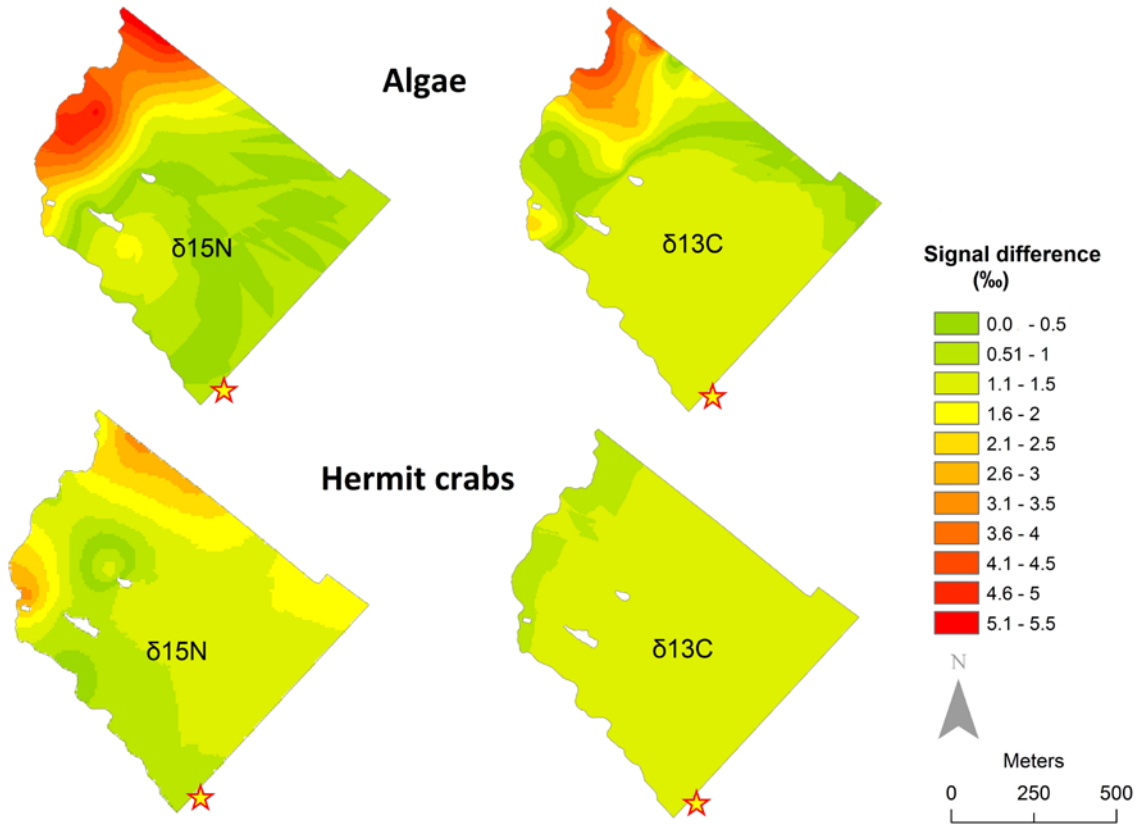 Algae
δ15N
δ13C
Hermit crabs
δ15N
δ13C
Signal difference
(‰)
0.0 - 0.5
0.51 - 1
1.1 - 1.5
1.6 - 2
2.1 - 2.5
2.6 - 3
3.1 - 3.5
3.6 - 4
4.1 - 4.5
4.6 - 5
5.1 - 5.5
N
Meters
0 250 500